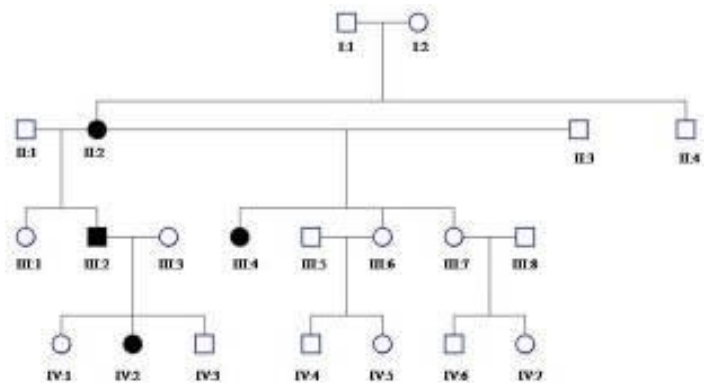 I:1 I:2
II:1 II:2 II:3 II:4
III:1 III:2 III:3 III:4 III:5 III:6 III:7 III:8
IV:1 IV:2 IV:3 IV:4 IV:5 IV:6 IV:7